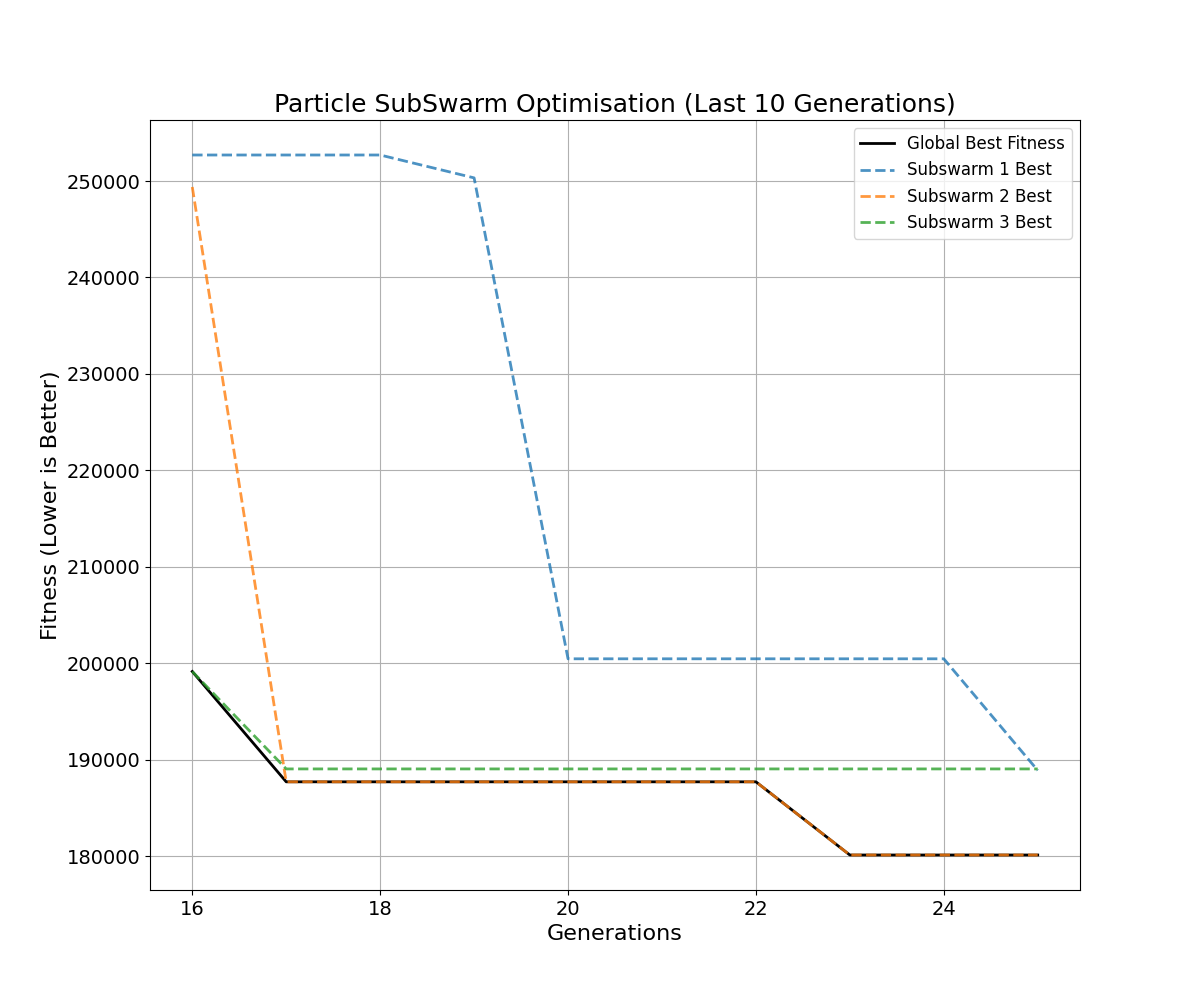 Particle SubSwarm Optimisation (Last 10 Generations)
Global Best Fitness
Subswarm 1 Best
Subswarm 2 Best
Subswarm 3 Best
Fitness (Lower is Better)
250000
240000
230000
220000
210000
200000
190000
180000
16 18 20 22 24
Generations